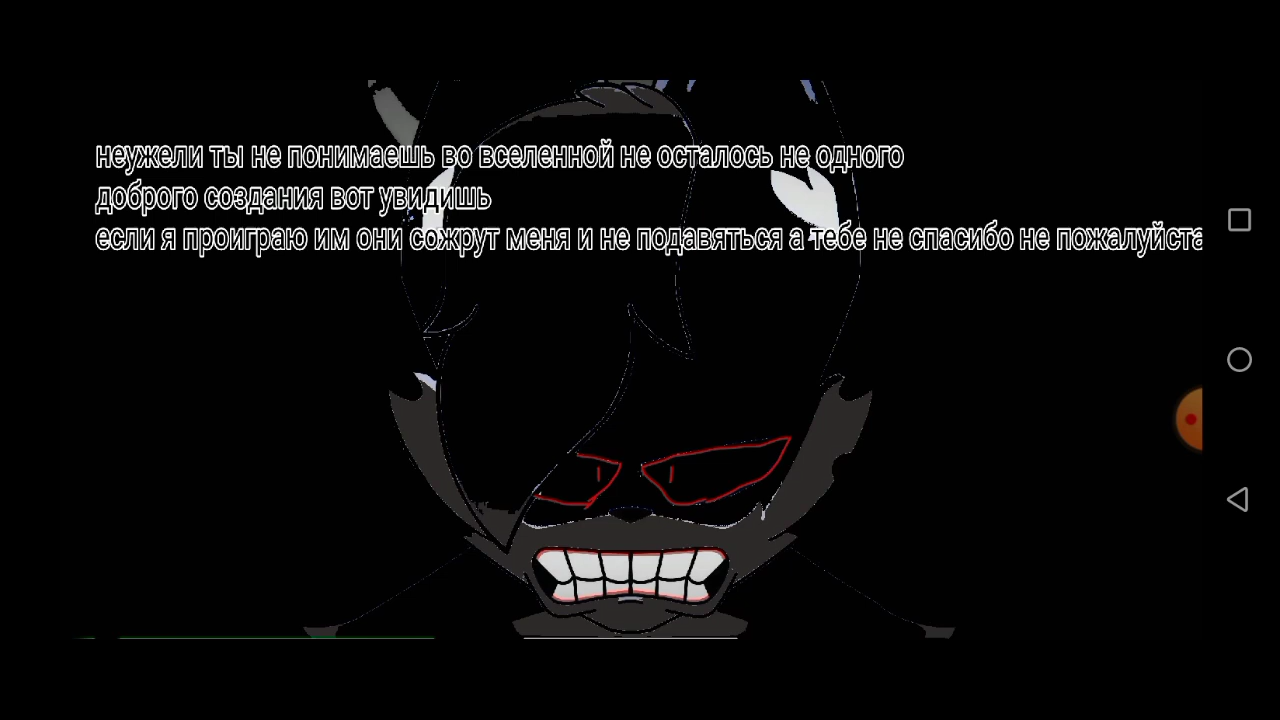 неужели ты не понимаешь во вселенной не осталось не одного
доброго создания вот увидишь
если я проиграю им они сожрут меня и не подавяться а тебе не спасибо не пожалуйста